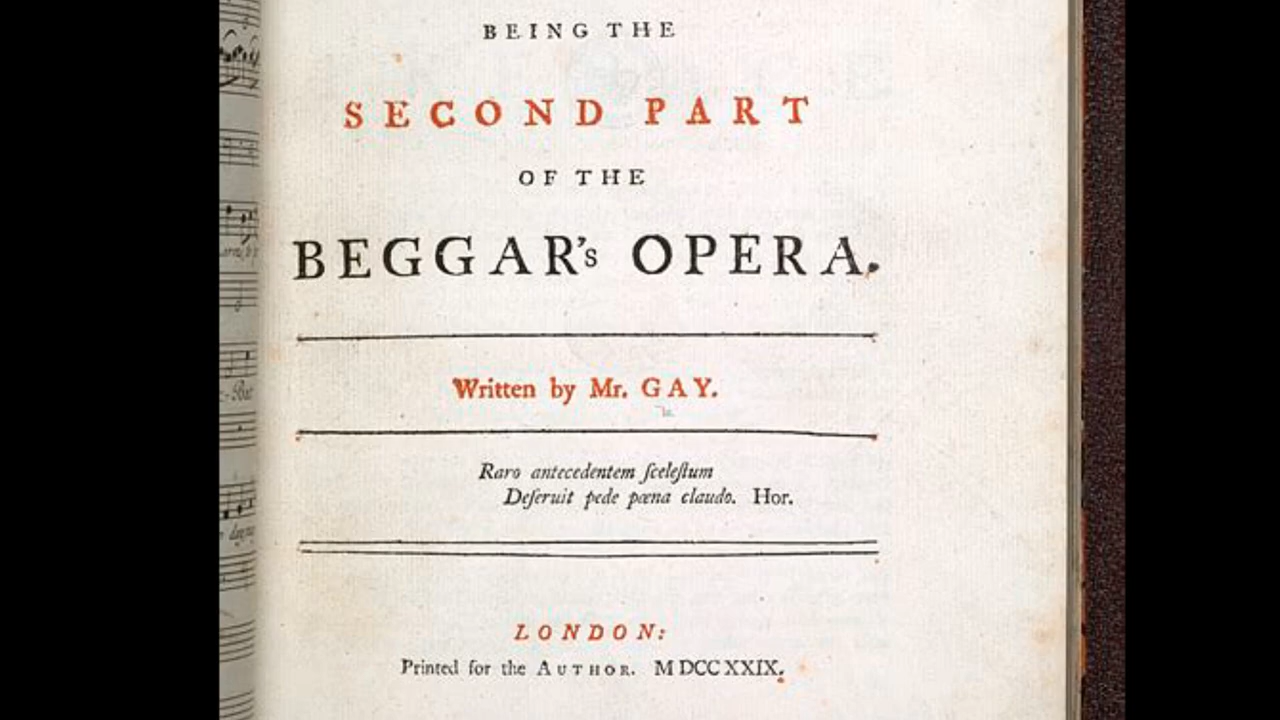 BEING THE
SECOND PART
OF THE
BEGGAR's OPERA.
Written by Mr. GAY.
Raro antecedentem ſceleſtum
Deſeruit pede pœna claudo. Hor.
LONDON:
Printed for the AUTHOR. MDCCXXIX.